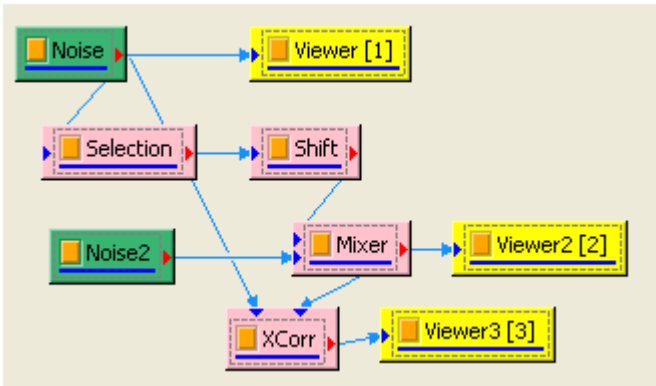 Noise
Viewer [1]
Selection
Shift
Noise2
Mixer
Viewer2 [2]
XCorr
Viewer3 [3]